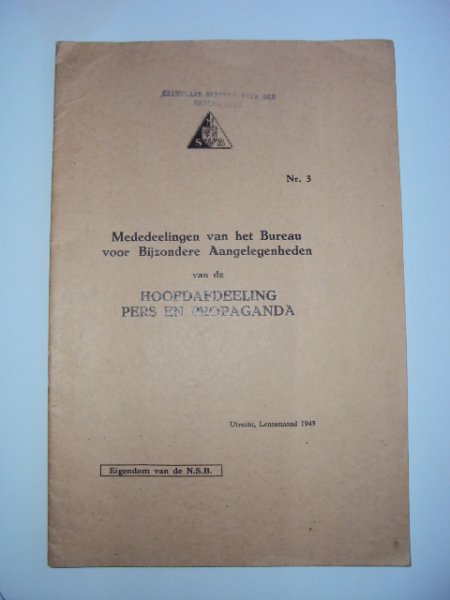 EXEMPLAAR
N S B
Nr. 3
Mededeelingen van het Bureau
voor Bijzondere Aangelegenheden
van de
HOOFDAFDEELING
PERS EN PROPAGANDA
Utrecht, Lentemaand 1943
Eigendom van de N.S.B.